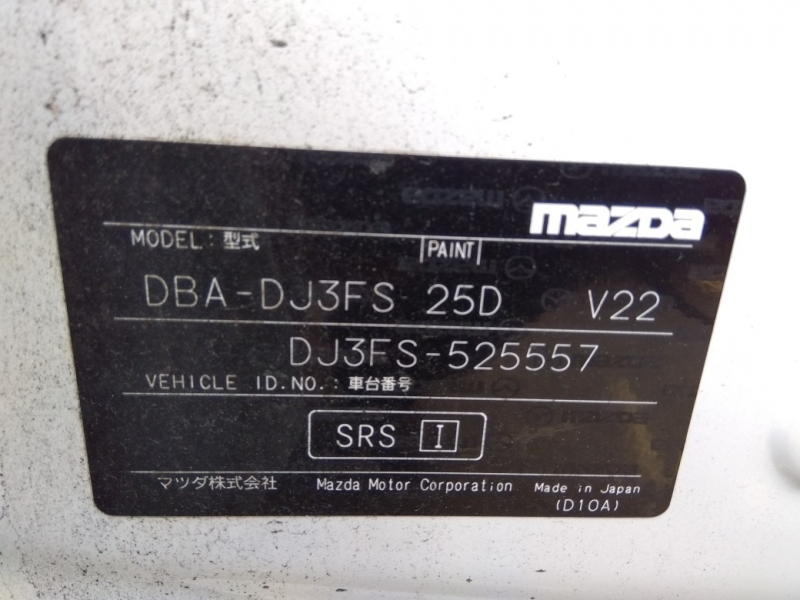 mazda
MODEL: 型式 PAINT
DBA-DJ3FS 25D V22
DJ3FS-525557
VEHICLE ID.NO.: 車台番号
SRS I
マツダ株式会社 Mazda Motor Corporation Made in Japan
(D10A)